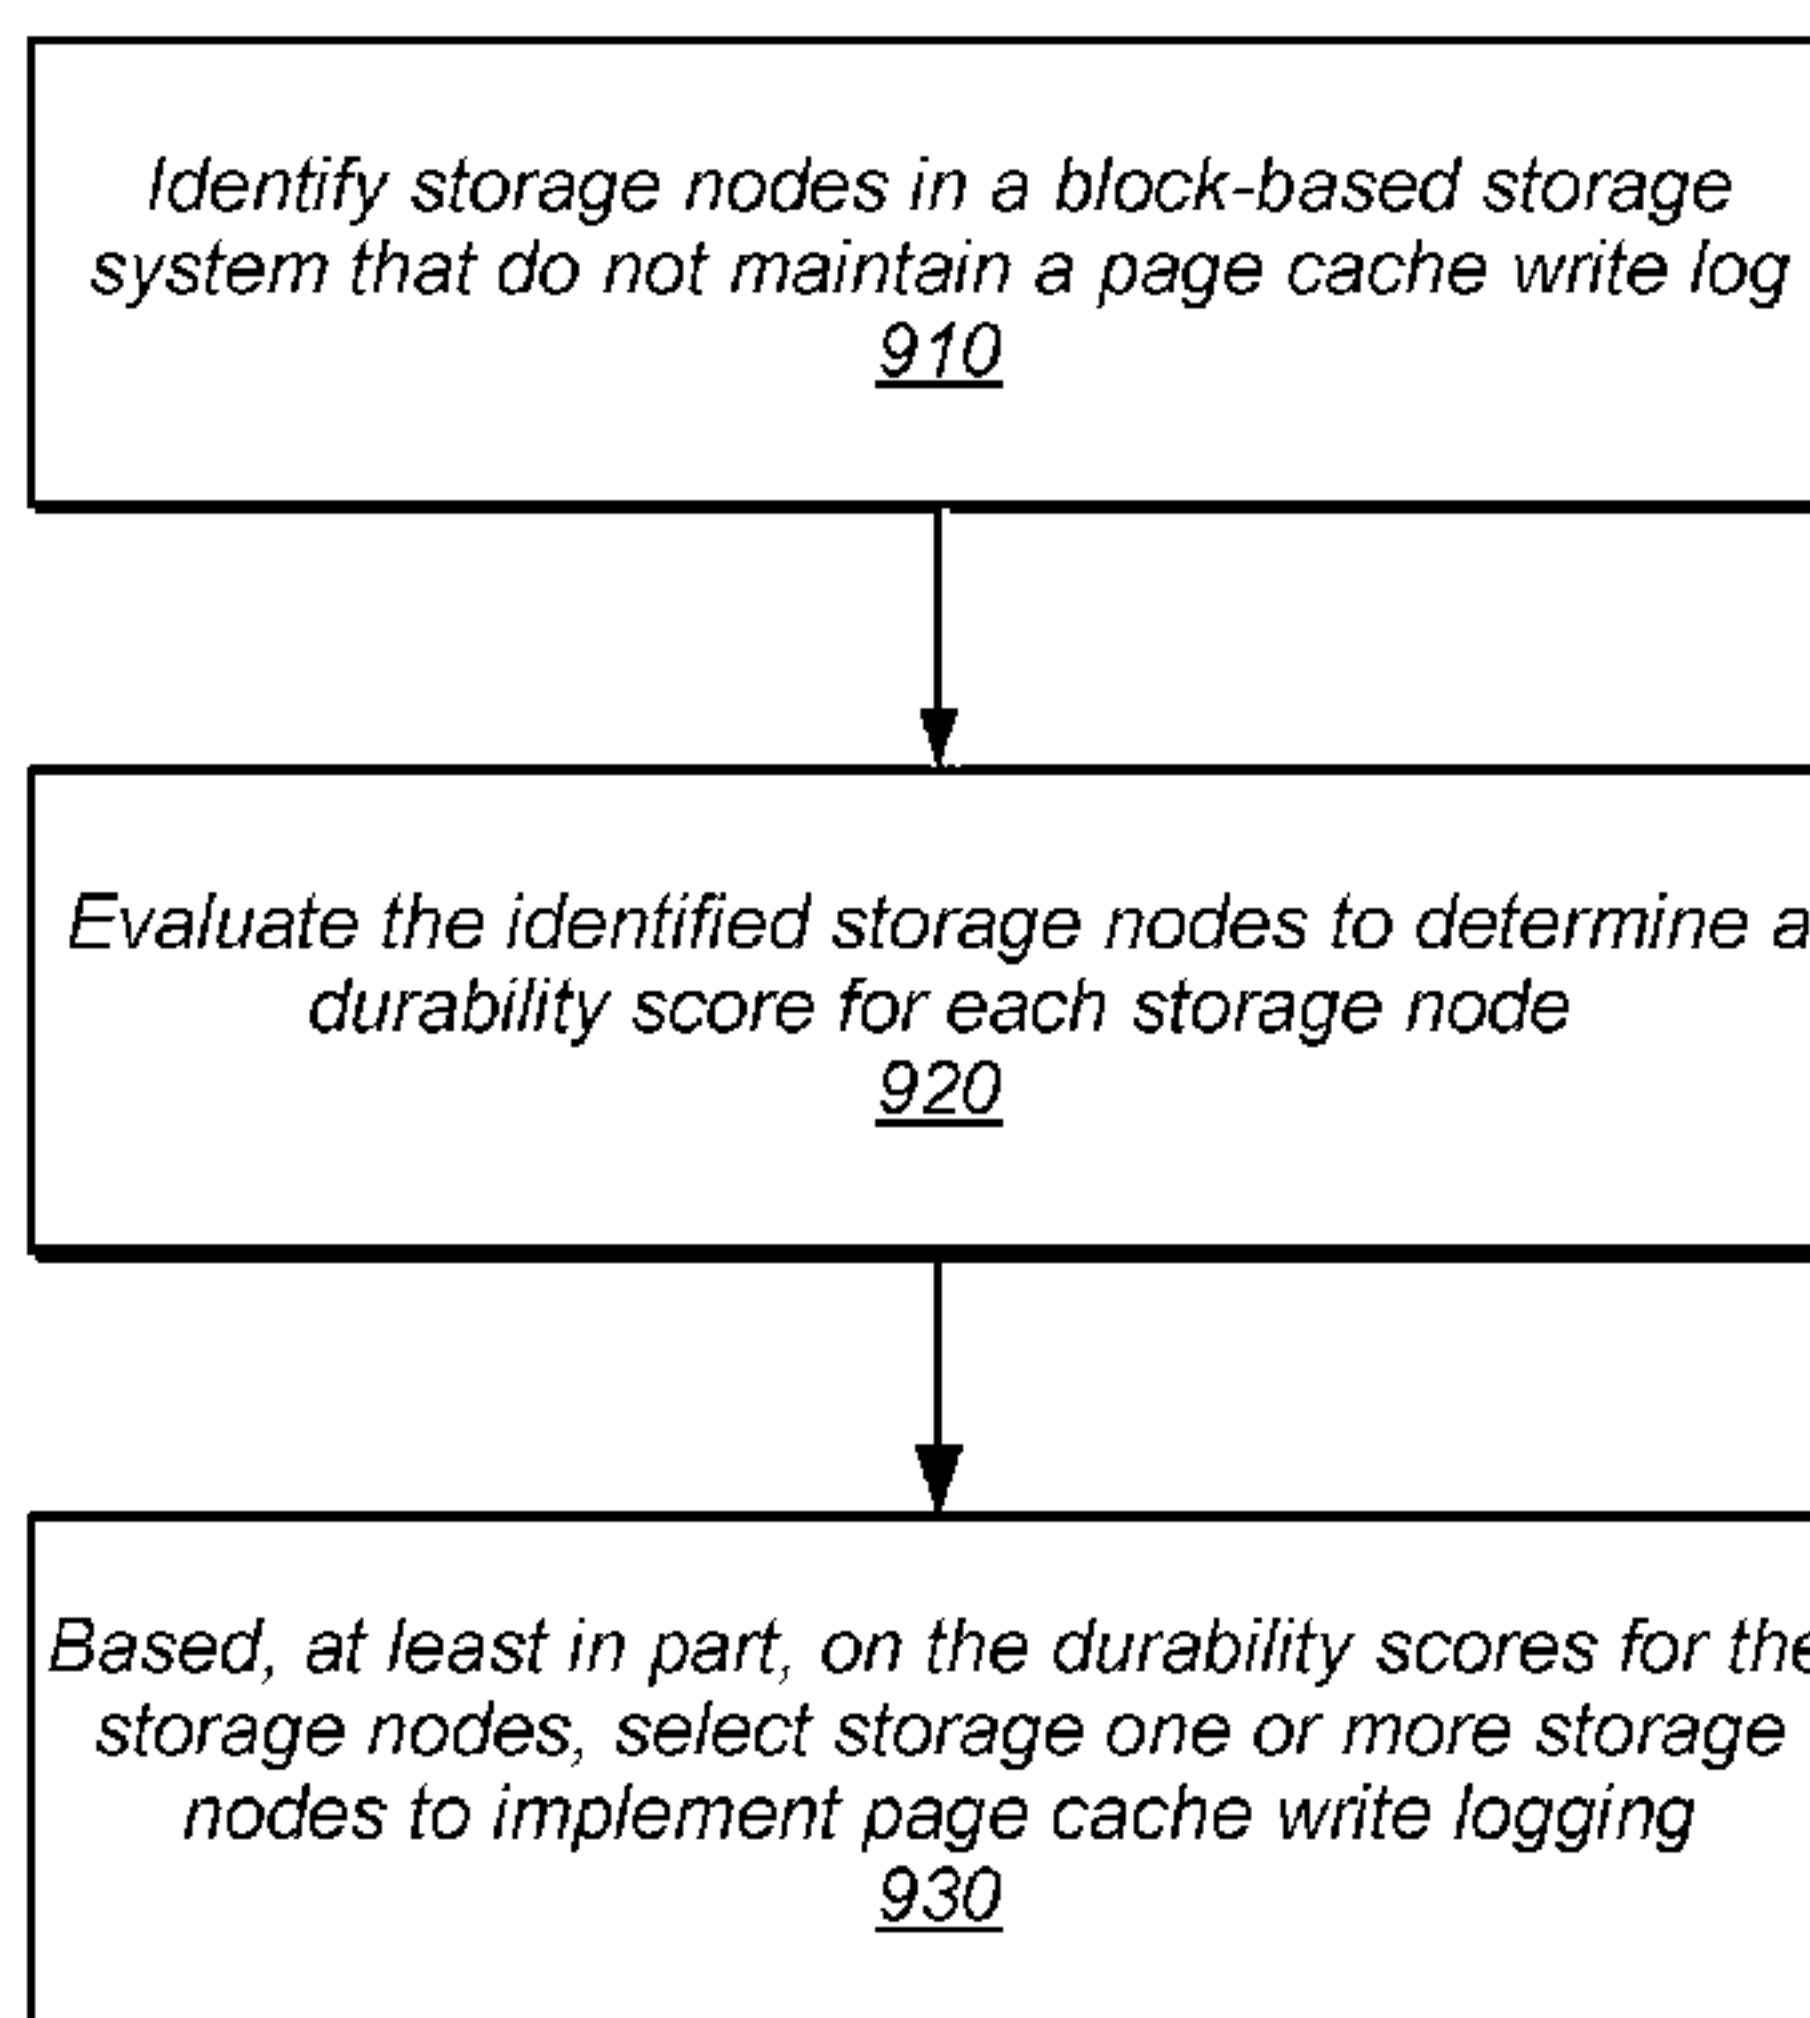 Identify storage nodes in a block-based storage
system that do not maintain a page cache write log
910
Evaluate the identified storage nodes to determine a
durability score for each storage node
920
Based, at least in part, on the durability scores for the
storage nodes, select storage one or more storage
nodes to implement page cache write logging
930